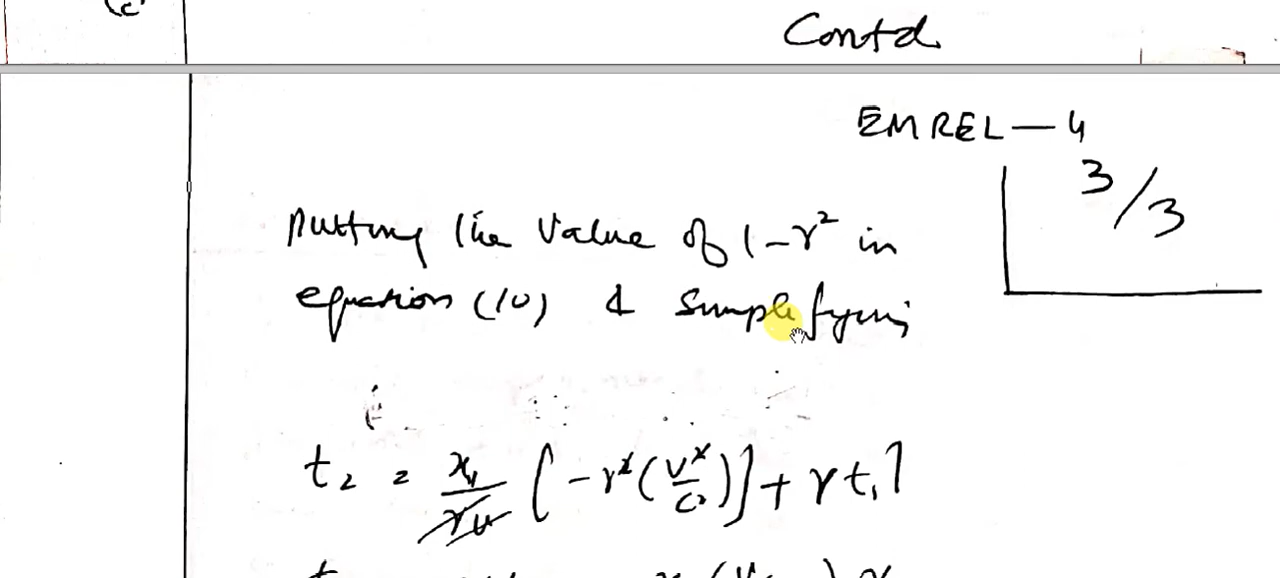 Contd.
EMREL — 4
3/3
Putting the value of 1-γ² in
equation (10) & Simplifying
t₂ = x₁/γv [-γ²(v²/c²)] + γt₁]